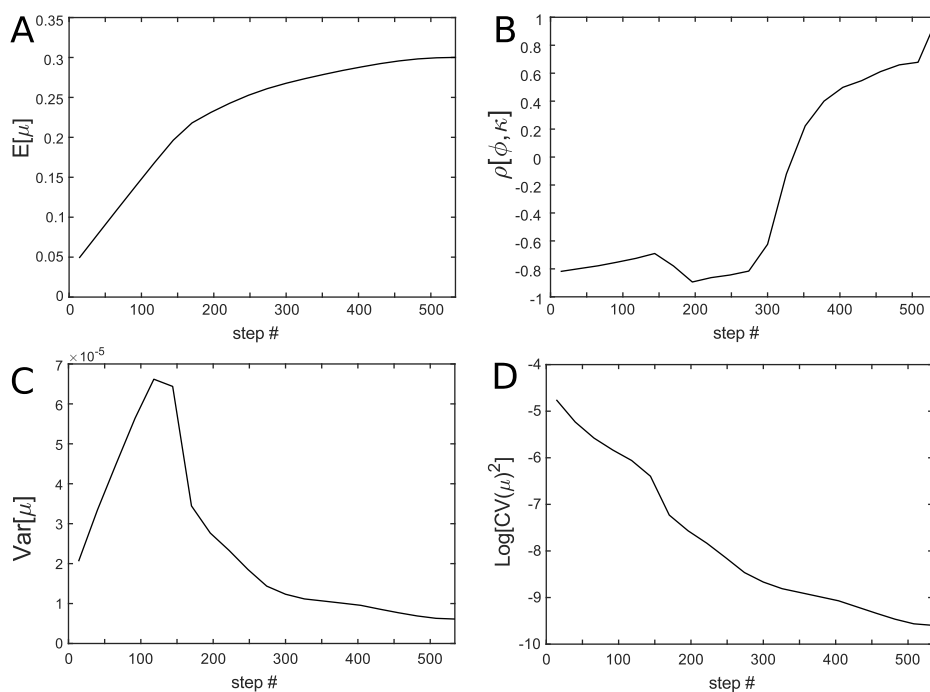 A
0.35
0.3
0.25
0.2
0.15
0.1
0.05
0
E[μ]
0 100 200 300 400 500
step #
B
1
0.8
0.6
0.4
0.2
0
-0.2
-0.4
-0.6
-0.8
-1
ρ[ϕ,κ]
0 100 200 300 400 500
step #
C
×10⁻⁵
7
6
5
4
3
2
1
0
Var[μ]
0 100 200 300 400 500
step #
D
-4
-5
-6
-7
-8
-9
-10
Log[CV(μ)²]
0 100 200 300 400 500
step #